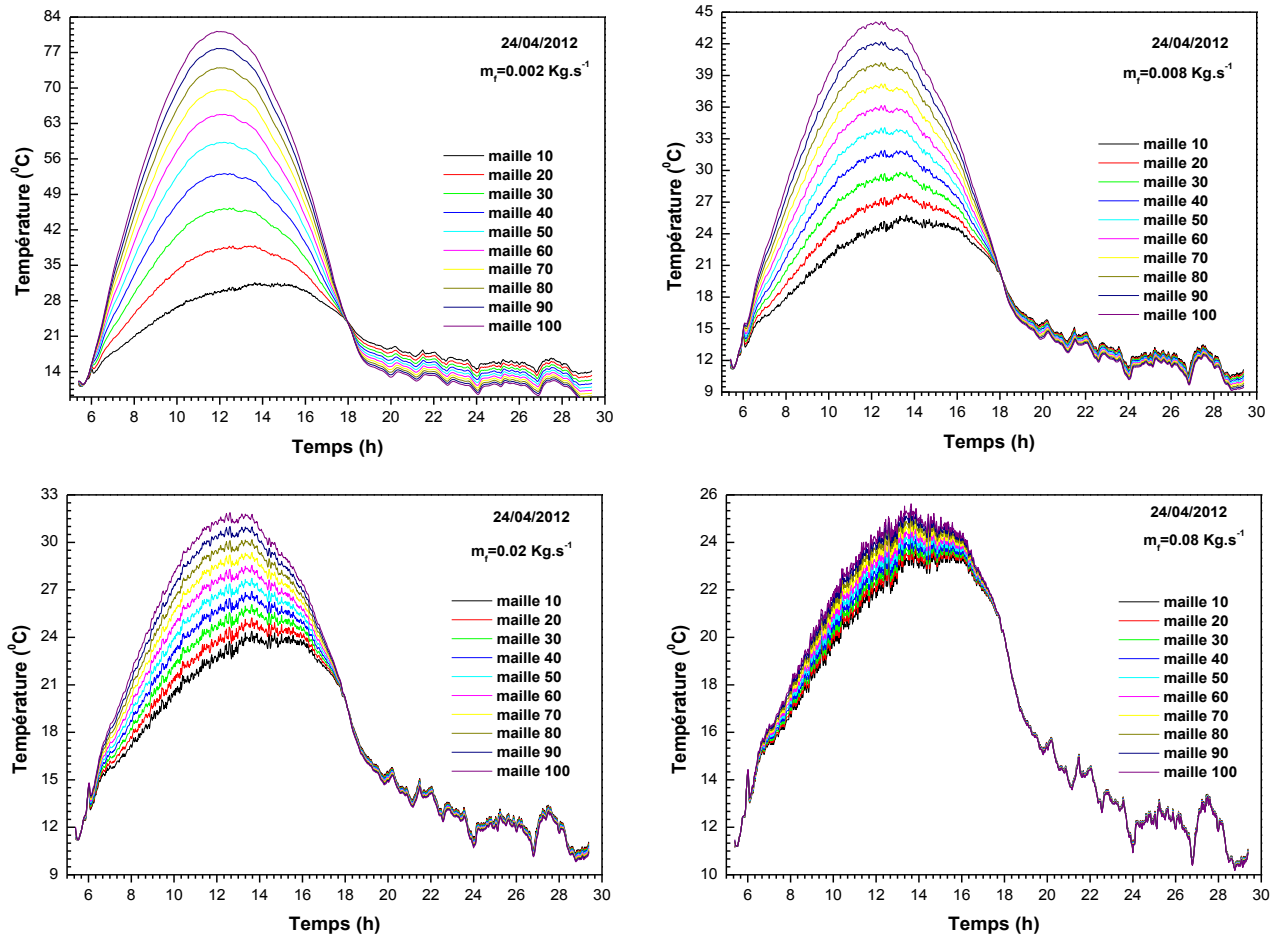 84
77
70
63
56
49
42
35
28
21
14
6 8 10 12 14 16 18 20 22 24 26 28 30
Température (⁰C)
Temps (h)
24/04/2012
m_f=0.002 Kg.s⁻¹
maille 10
maille 20
maille 30
maille 40
maille 50
maille 60
maille 70
maille 80
maille 90
maille 100
45
42
39
36
33
30
27
24
21
18
15
12
9
6 8 10 12 14 16 18 20 22 24 26 28 30
Température (⁰C)
Temps (h)
24/04/2012
m_f=0.008 Kg.s⁻¹
maille 10
maille 20
maille 30
maille 40
maille 50
maille 60
maille 70
maille 80
maille 90
maille 100
33
30
27
24
21
18
15
12
9
6 8 10 12 14 16 18 20 22 24 26 28 30
Température (⁰C)
Temps (h)
24/04/2012
m_f=0.02 Kg.s⁻¹
maille 10
maille 20
maille 30
maille 40
maille 50
maille 60
maille 70
maille 80
maille 90
maille 100
26
24
22
20
18
16
14
12
10
6 8 10 12 14 16 18 20 22 24 26 28 30
Température (⁰C)
Temps (h)
24/04/2012
m_f=0.08 Kg.s⁻¹
maille 10
maille 20
maille 30
maille 40
maille 50
maille 60
maille 70
maille 80
maille 90
maille 100